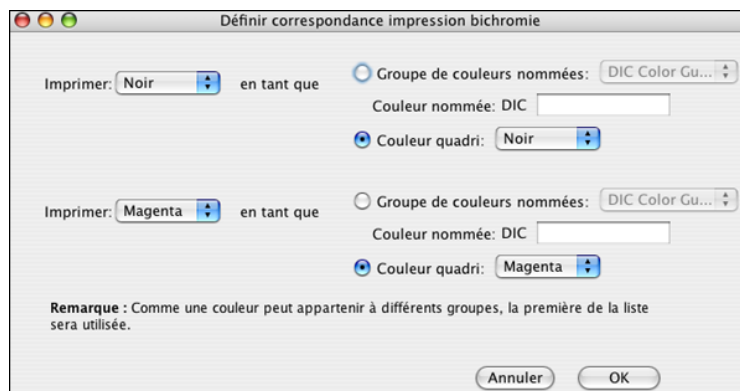 Définir correspondance impression bichromie
Imprimer: Noir en tant que Groupe de couleurs nommées: DIC Color Gu...
Couleur nommée: DIC
Couleur quadri: Noir
Imprimer: Magenta en tant que Groupe de couleurs nommées: DIC Color Gu...
Couleur nommée: DIC
Couleur quadri: Magenta
Remarque : Comme une couleur peut appartenir à différents groupes, la première de la liste
sera utilisée.
Annuler OK